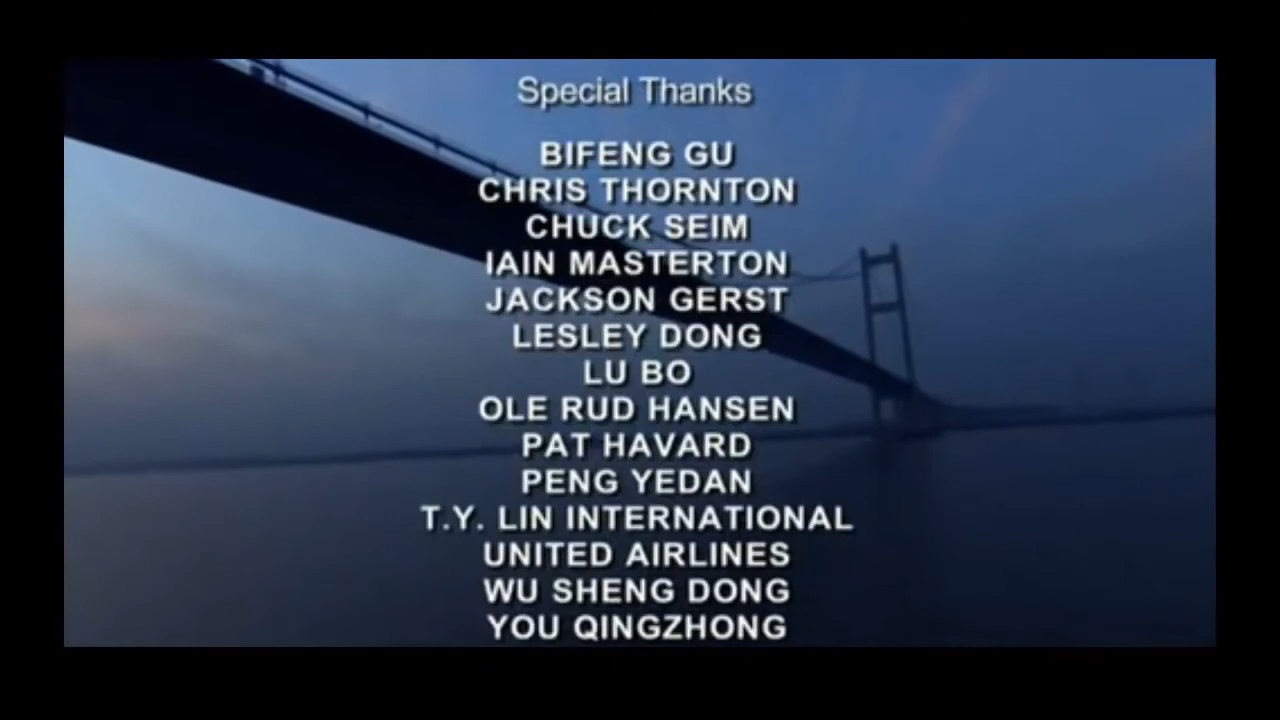 Special Thanks
BIFENG GU
CHRIS THORNTON
CHUCK SEIM
IAIN MASTERTON
JACKSON GERST
LESLEY DONG
LU BO
OLE RUD HANSEN
PAT HAVARD
PENG YEDAN
T.Y. LIN INTERNATIONAL
UNITED AIRLINES
WU SHENG DONG
YOU QINGZHONG